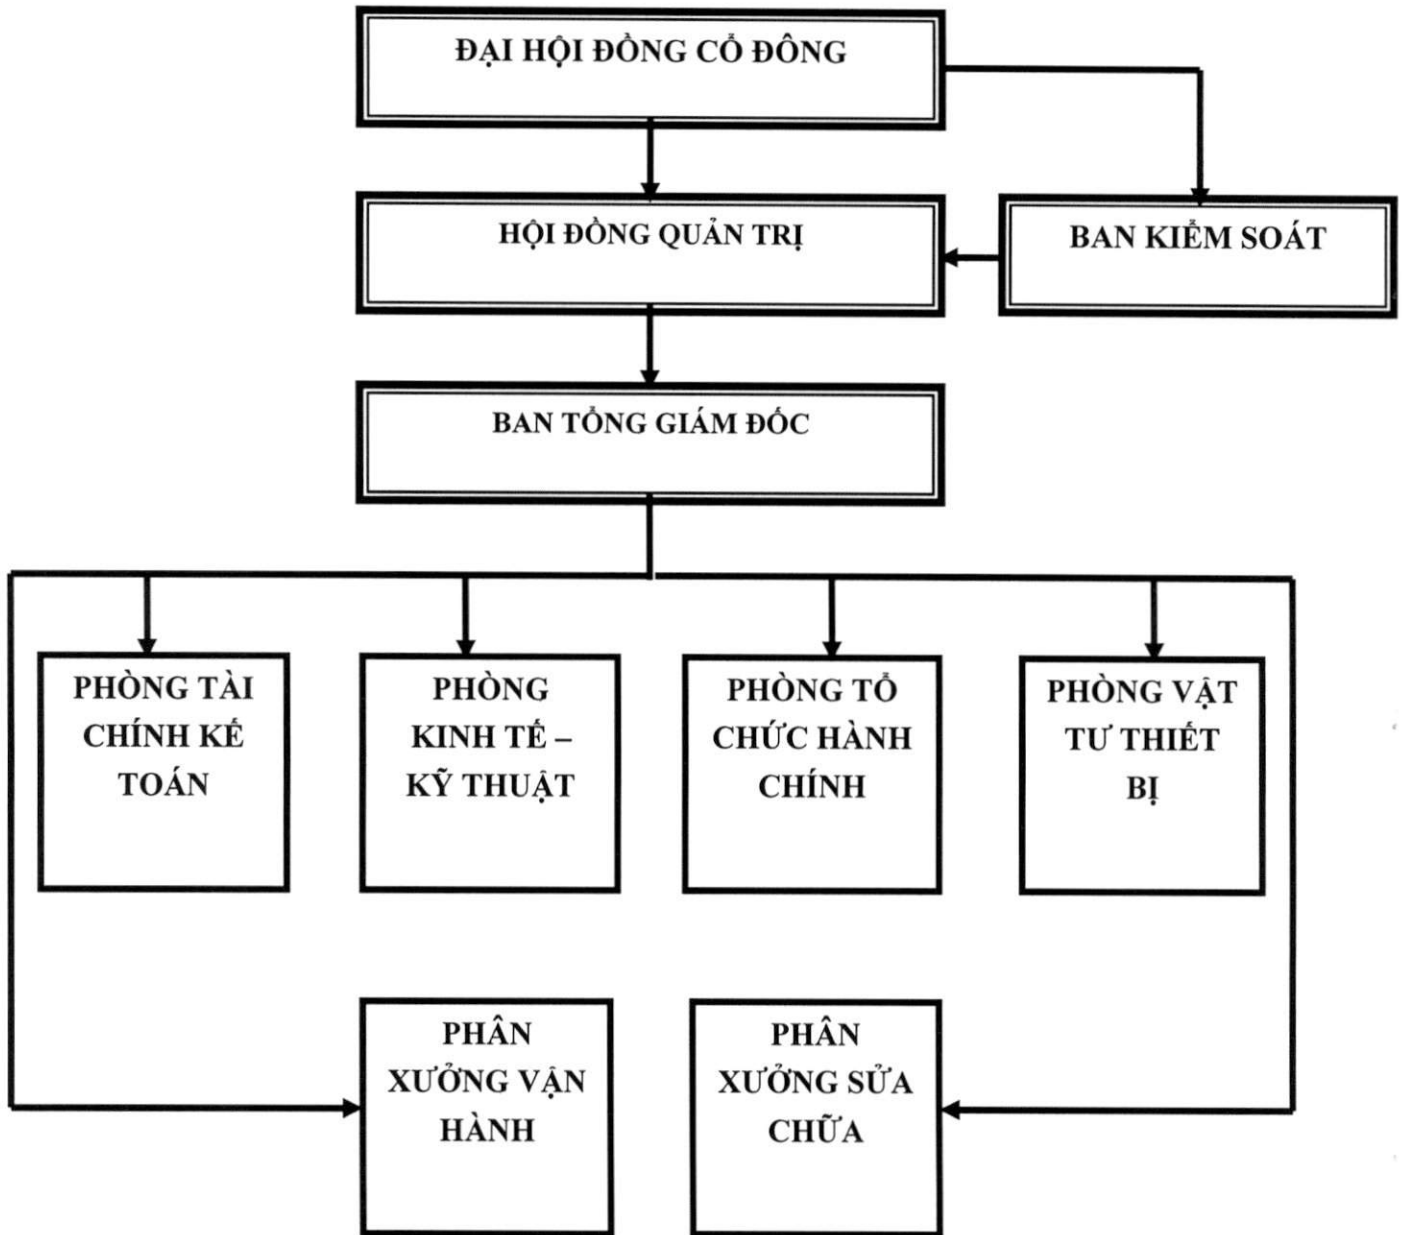 ĐẠI HỘI ĐỒNG CỔ ĐÔNG
HỘI ĐỒNG QUẢN TRỊ
BAN KIỂM SOÁT
BAN TỔNG GIÁM ĐỐC
PHÒNG TÀI
CHÍNH KẾ
TOÁN
PHÒNG
KINH TẾ –
KỸ THUẬT
PHÒNG TỔ
CHỨC HÀNH
CHÍNH
PHÒNG VẬT
TƯ THIẾT
BỊ
PHÂN
XƯỞNG VẬN
HÀNH
PHÂN
XƯỞNG SỬA
CHỮA